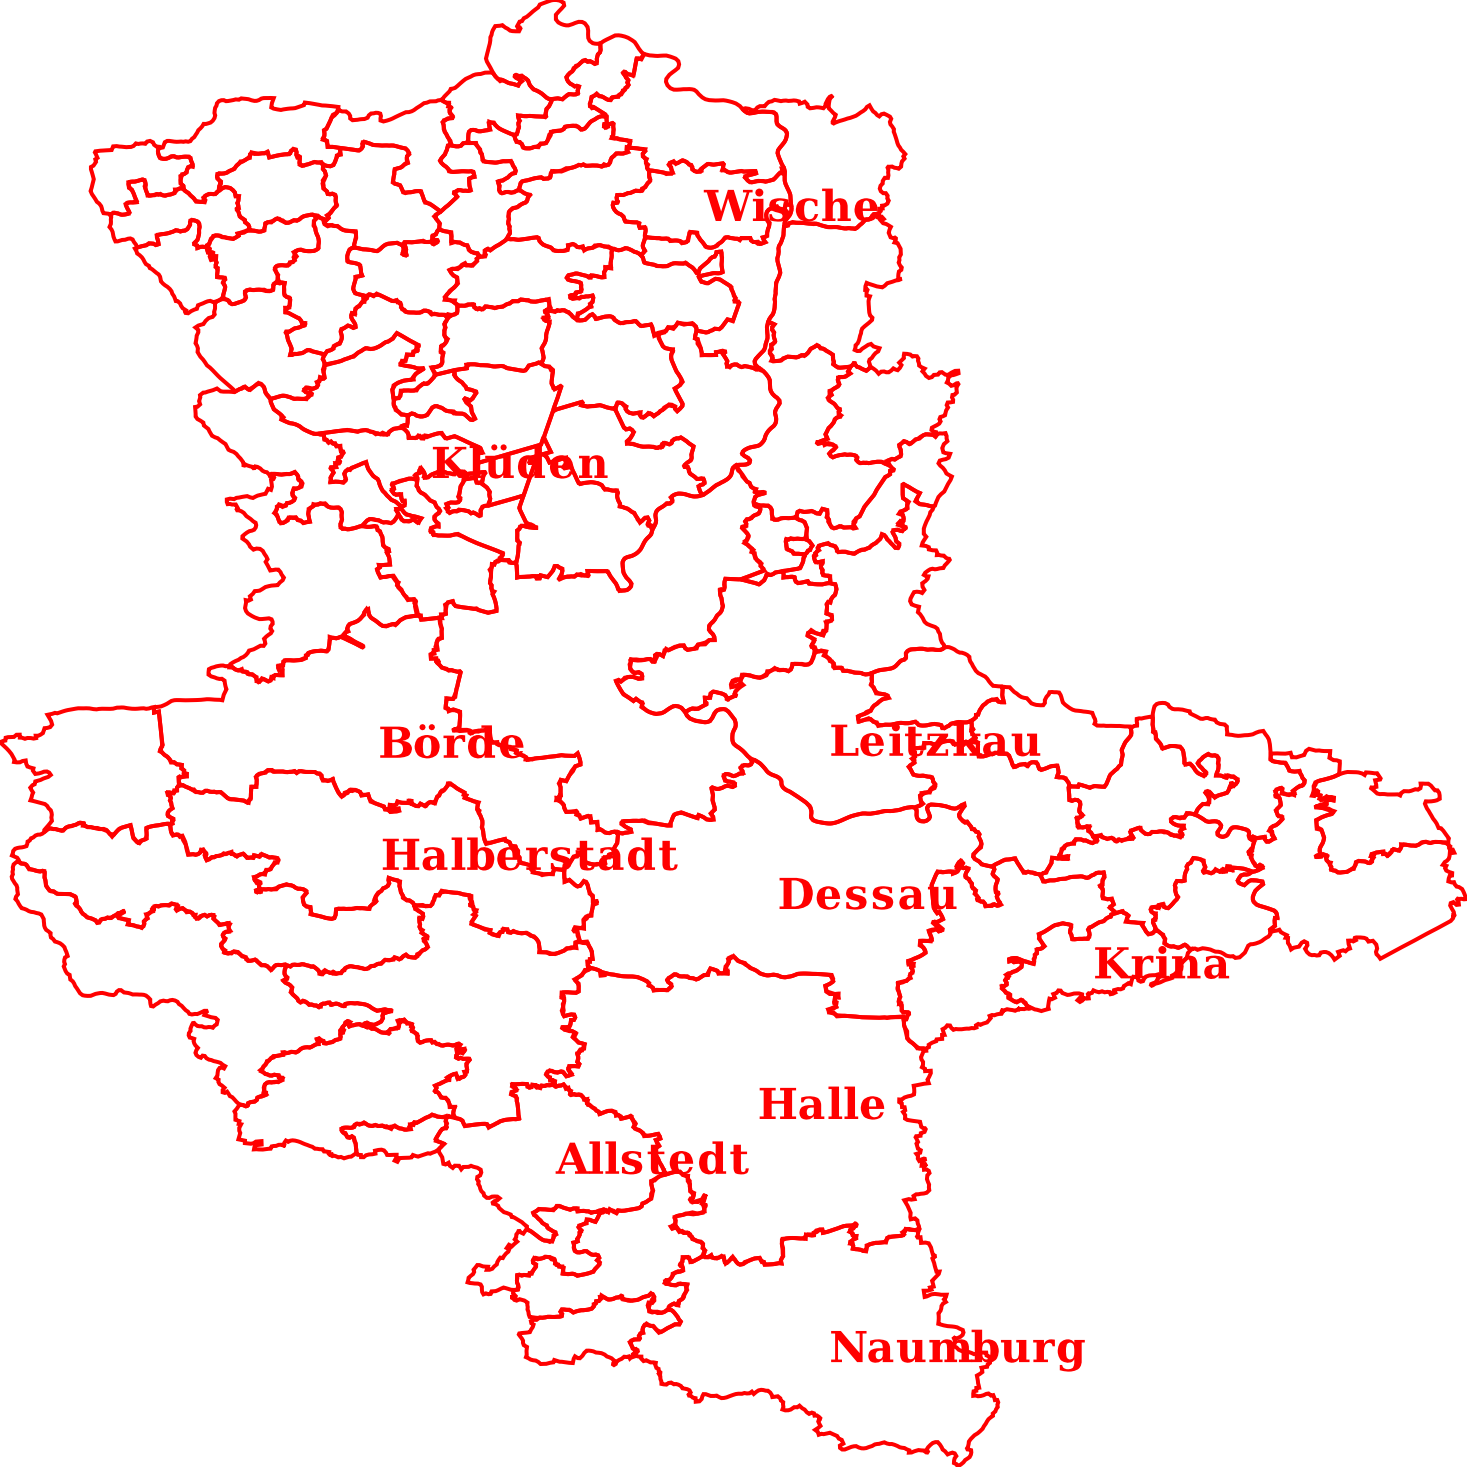 Wische
Klüden
Börde
Leitzkau
Halberstadt
Dessau
Krina
Halle
Allstedt
Naumburg